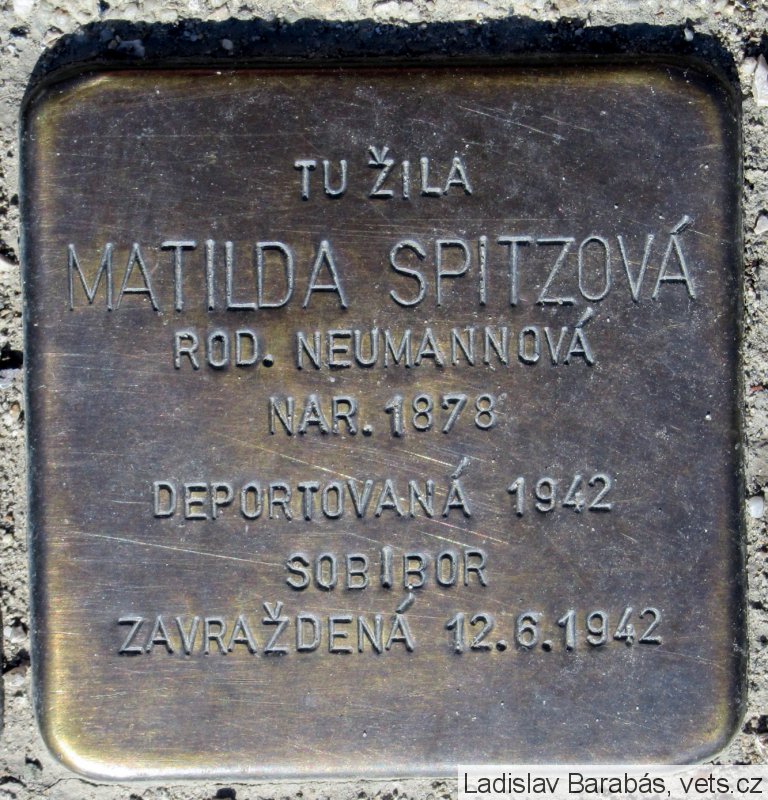 TU ŽILA
MATILDA SPITZOVÁ
ROD. NEUMANNOVÁ
NAR. 1878
DEPORTOVANÁ 1942
SOBIBOR
ZAVRAŽDENÁ 12.6.1942
Ladislav Barabás, vets.cz